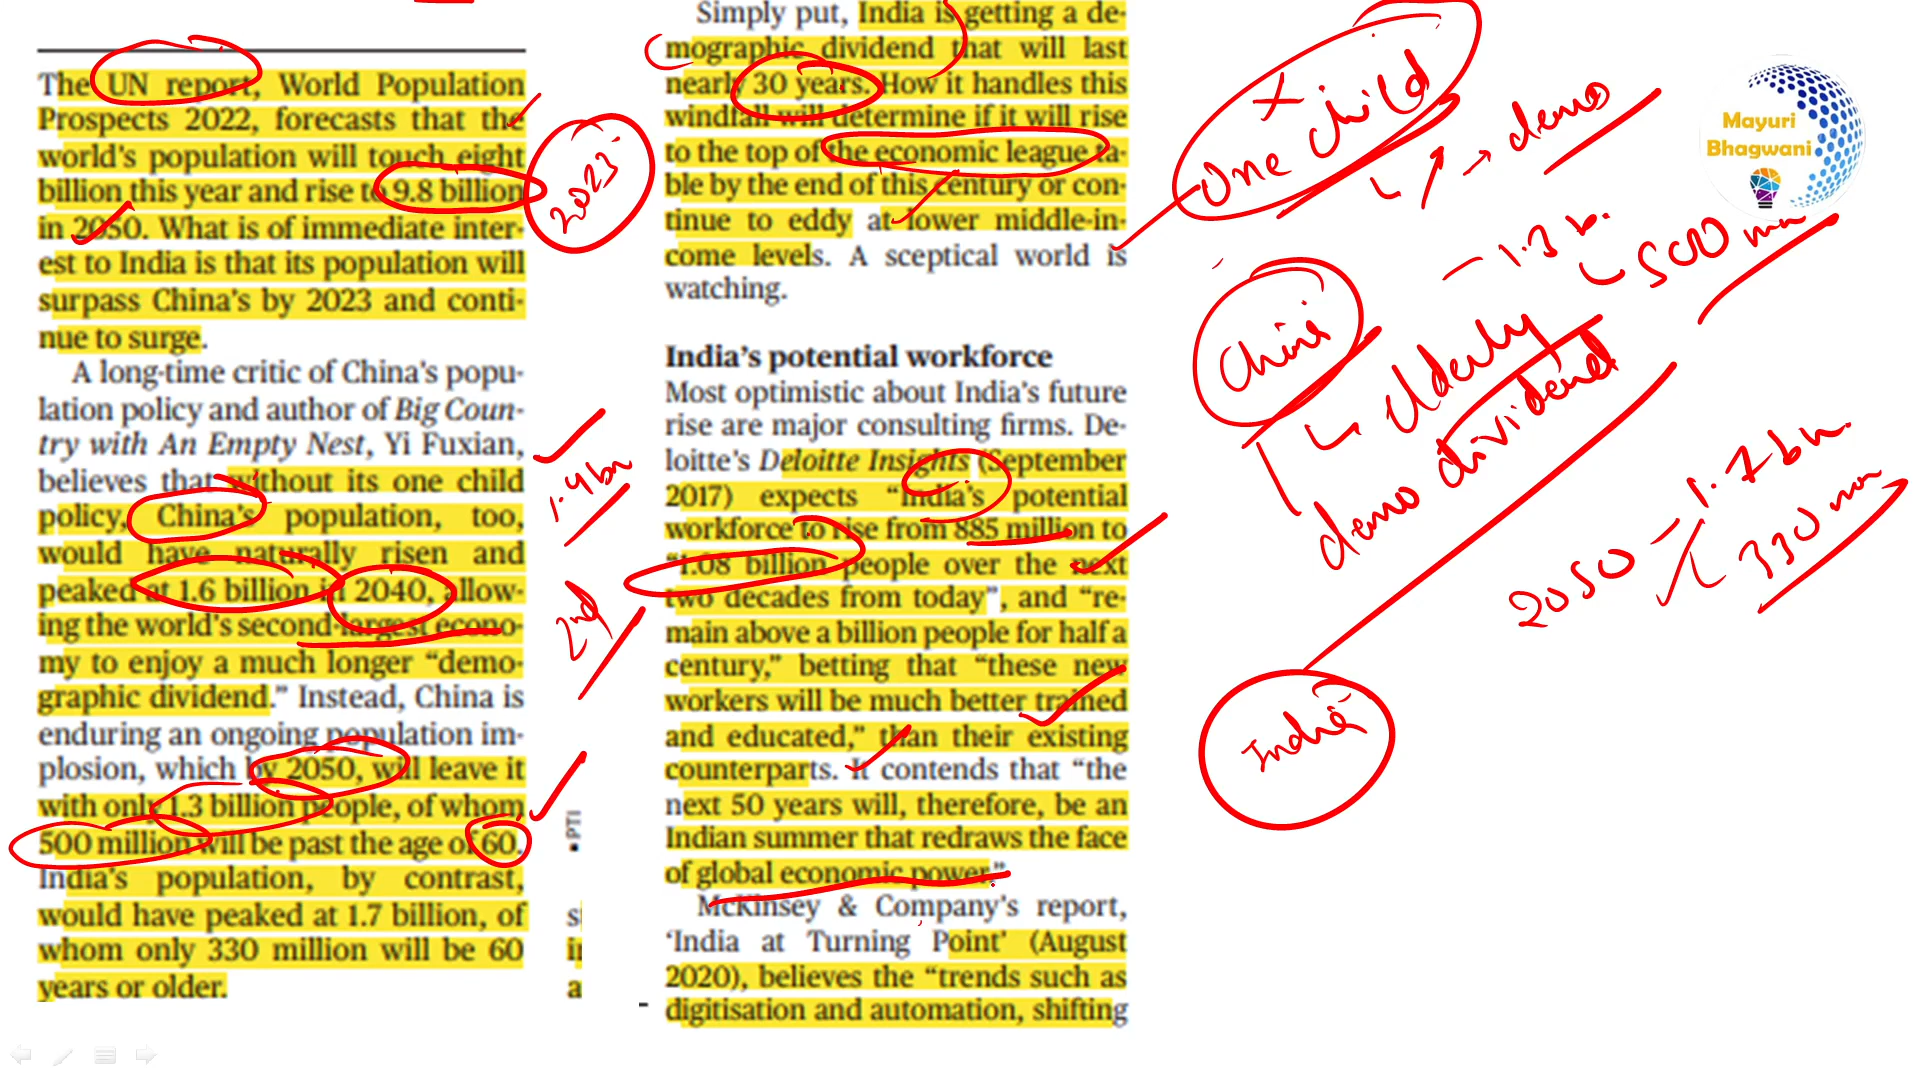 The UN report, World Population
Prospects 2022, forecasts that the
world's population will touch eight
billion this year and rise to 9.8 billion
in 2050. What is of immediate inter-
est to India is that its population will
surpass China's by 2023 and conti-
nue to surge.
A long-time critic of China's popu-
lation policy and author of Big Coun-
try with An Empty Nest, Yi Fuxian,
believes that without its one child
policy, China's population, too,
would have naturally risen and
peaked at 1.6 billion in 2040, allow-
ing the world's second-largest econo-
my to enjoy a much longer “demo-
graphic dividend.” Instead, China is
enduring an ongoing population im-
plosion, which by 2050, will leave it
with only 1.3 billion people, of whom
500 million will be past the age of 60.
India's population, by contrast,
would have peaked at 1.7 billion, of
whom only 330 million will be 60
years or older.
2023
1.4 bn
2nd
• PTI
s
i
a
Simply put, India is getting a de-
mographic dividend that will last
nearly 30 years. How it handles this
windfall will determine if it will rise
to the top of the economic league ta-
ble by the end of this century or con-
tinue to eddy at lower middle-in-
come levels. A sceptical world is
watching.
India's potential workforce
Most optimistic about India's future
rise are major consulting firms. De-
loitte's Deloitte Insights (September
2017) expects “India's potential
workforce to rise from 885 million to
1.08 billion people over the next
two decades from today”, and “re-
main above a billion people for half a
century,” betting that “these new
workers will be much better trained
and educated,” than their existing
counterparts. It contends that “the
next 50 years will, therefore, be an
Indian summer that redraws the face
of global economic power.”
McKinsey & Company's report,
‘India at Turning Point’ (August
2020), believes the “trends such as
digitisation and automation, shifting
One Child
demo
Mayuri
Bhagwani
China
1.3 b.
500 mn
elderly
demo dividend
2050
1.7 bn.
330 mn
India